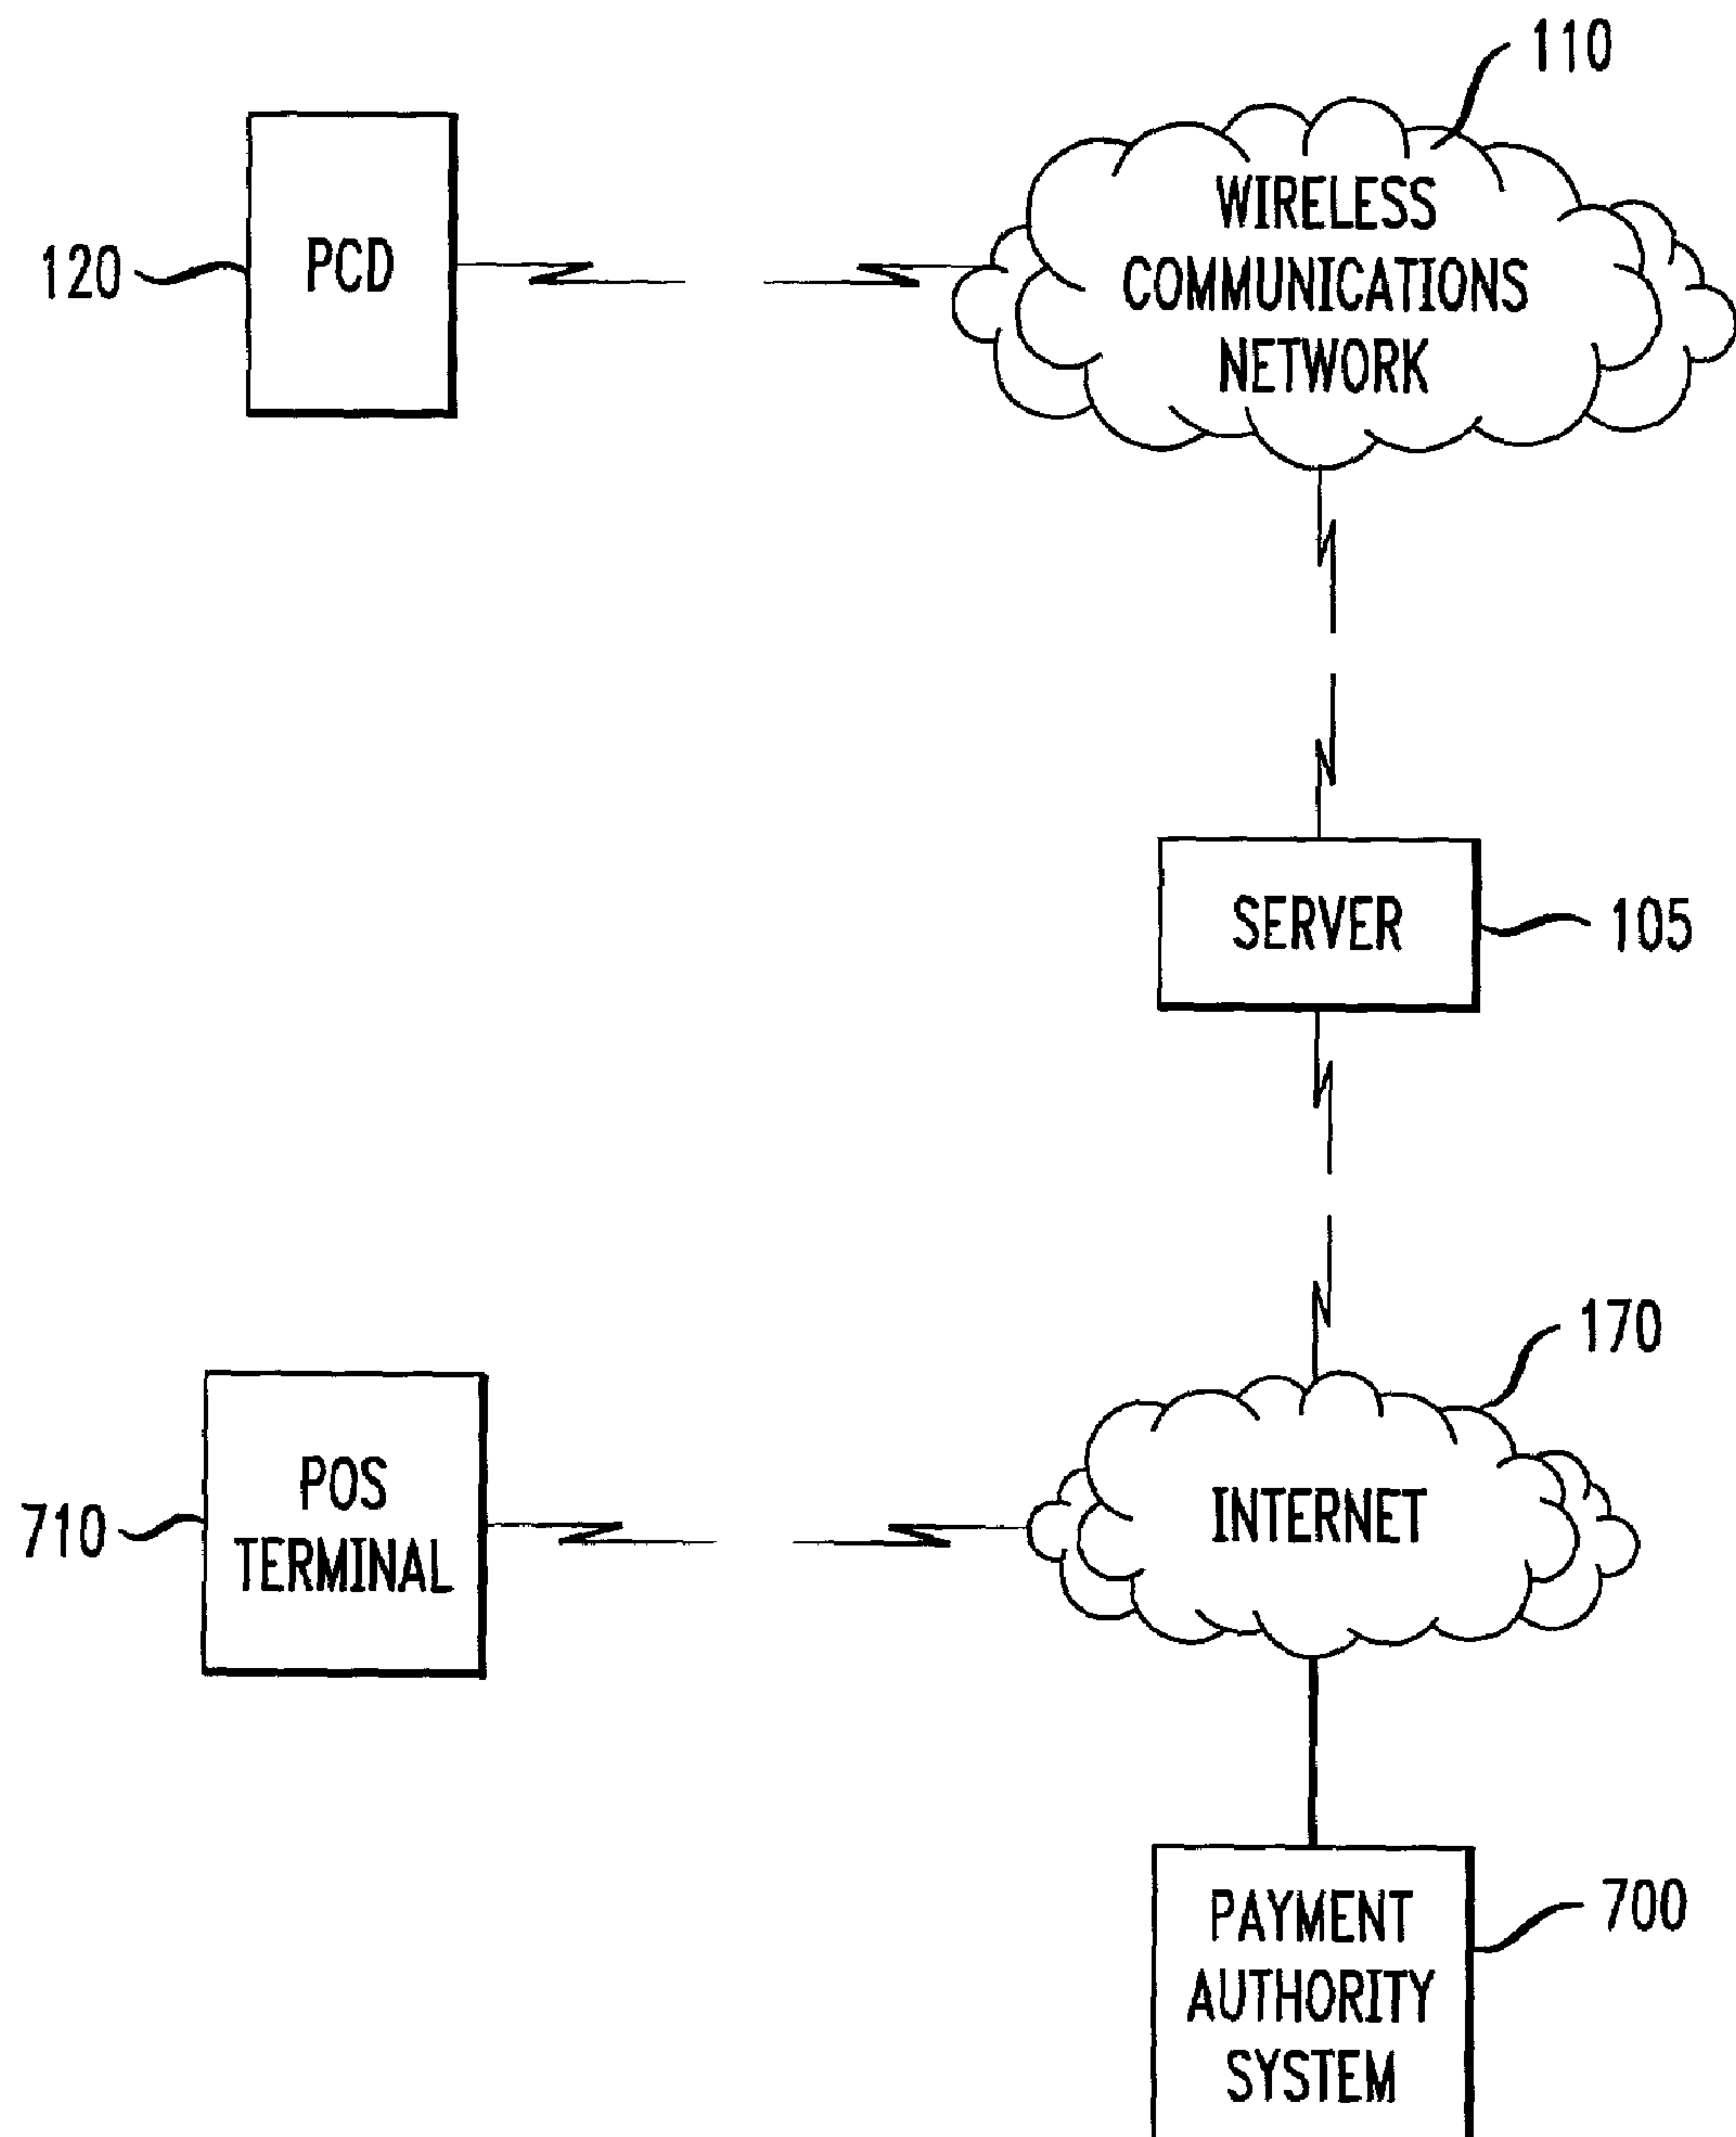 110
WIRELESS
COMMUNICATIONS
NETWORK
PCD
120
SERVER
105
170
INTERNET
POS
TERMINAL
710
PAYMENT
AUTHORITY
SYSTEM
700